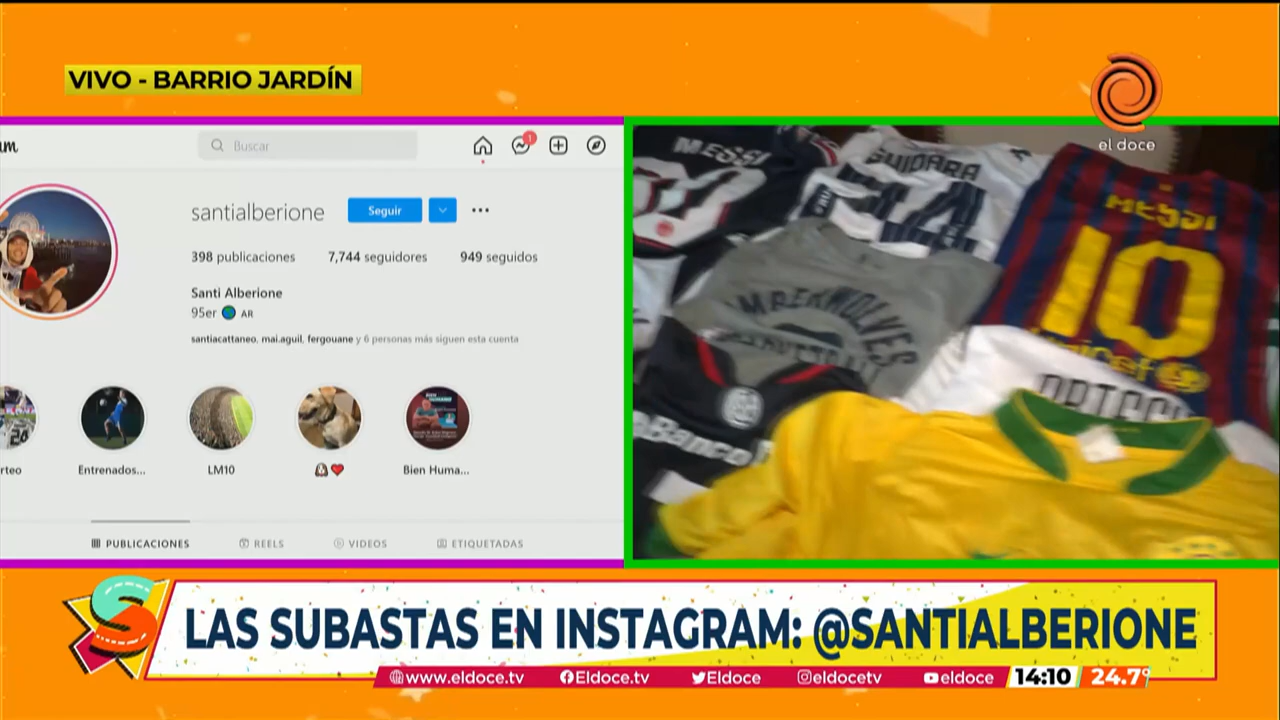 VIVO - BARRIO JARDÍN
el doce
Buscar
1
santialberione
Seguir
398 publicaciones
7,744 seguidores
949 seguidos
Santi Alberione
95er AR
santiacattaneo, mai.aguil, fergouane y 6 personas más siguen esta cuenta
Entrenados...
LM10
Bien Huma...
PUBLICACIONES
REELS
VIDEOS
ETIQUETADAS
MESSI
GUIDARA
24
MESSI
10
unicef
LAS SUBASTAS EN INSTAGRAM: @SANTIALBERIONE
www.eldoce.tv
Eldoce.tv
ElDoce
eldocetv
eldoce
14:10
24.7°